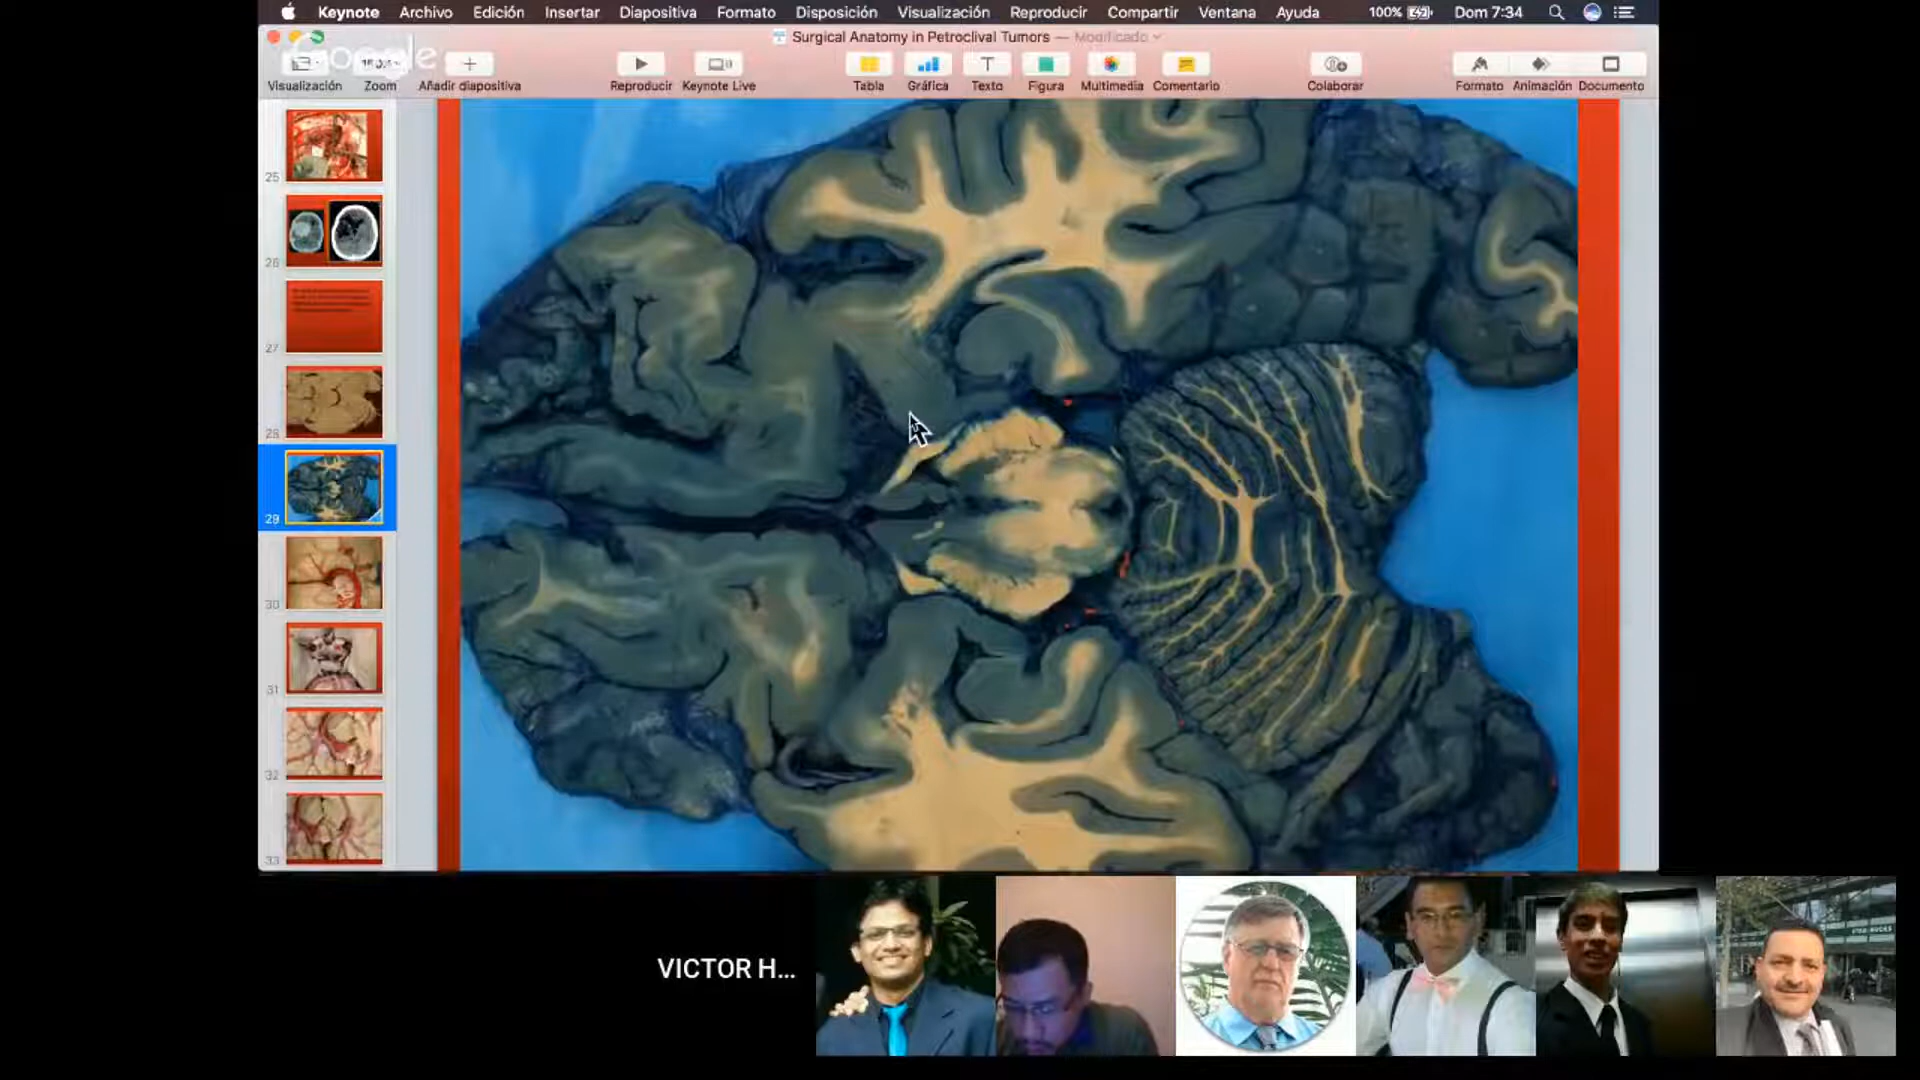 Keynote Archivo Edición Insertar Diapositiva Formato Disposición Visualización Reproducir Compartir Ventana Ayuda 100% Dom 7:34
Surgical Anatomy in Petroclival Tumors — Modificado
Google
Visualización Zoom Añadir diapositiva Reproducir Keynote Live Tabla Gráfica Texto Figura Multimedia Comentario Colaborar Formato Animación Documento
25
26
27
28
29
30
31
32
33
VICTOR H...